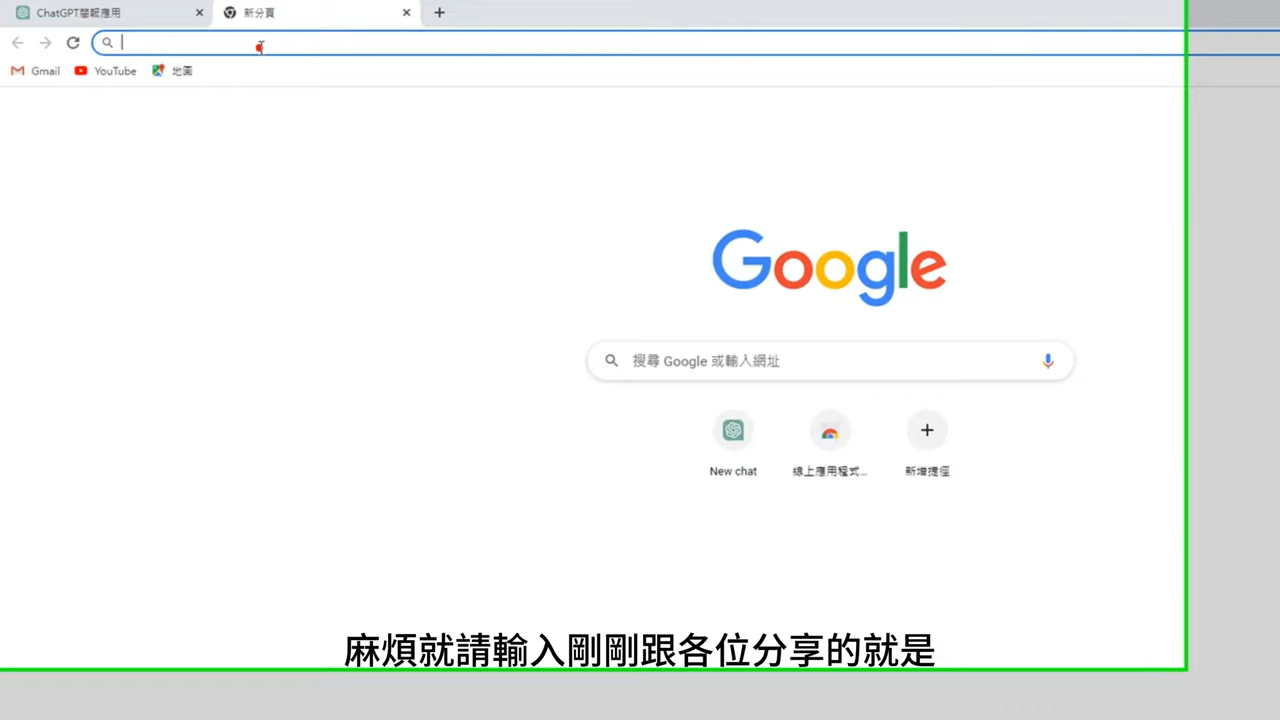 ChatGPT簡報應用
新分頁
Gmail
YouTube
地圖
Google
搜尋 Google 或輸入網址
New chat
線上應用程式...
新增捷徑
麻煩就請輸入剛剛跟各位分享的就是